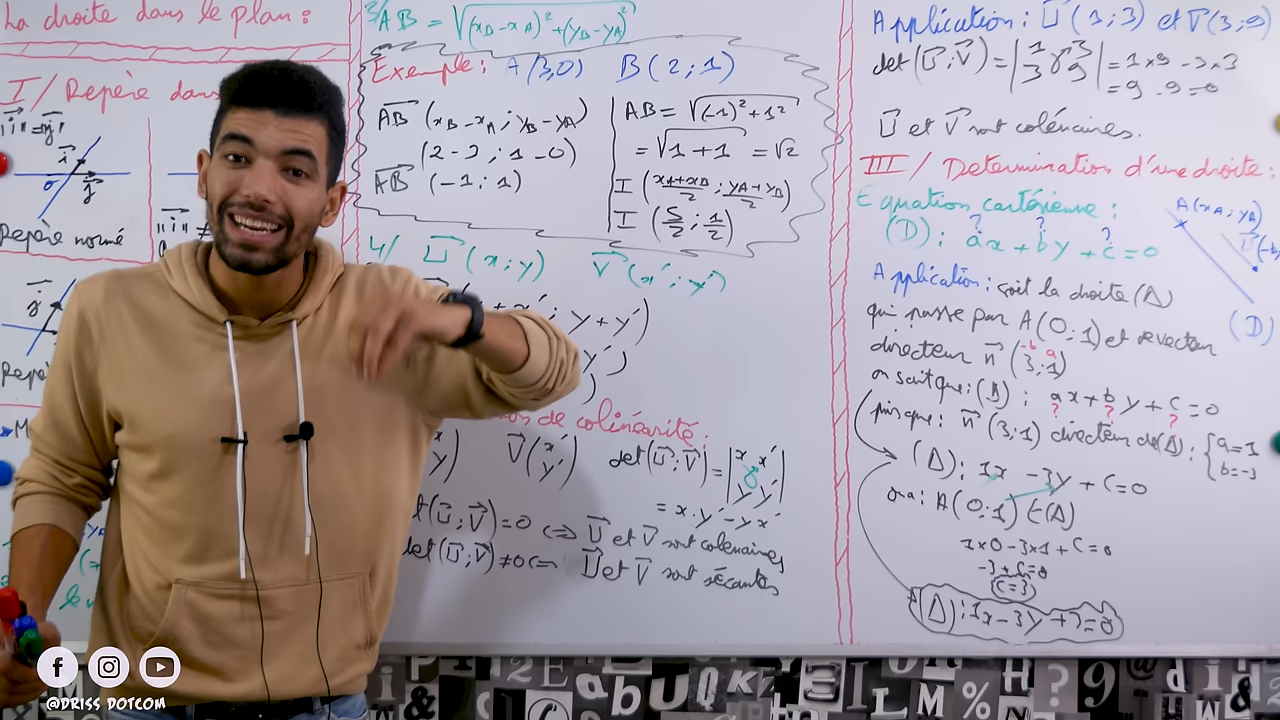 La droite dans le plan :
I/ Repère dans
Repère normé
3/ AB = √((xB-xA)²+(yB-yA)²)
Exemple : A(3,0) B(2;1)
AB→ (xB-xA ; yB-yA)
(2-3 ; 1-0)
AB→ (-1 ; 1)
AB = √((-1)²+1²)
= √(1+1) = √2
I ((xA+xB)/2 ; (yA+yB)/2)
I (5/2 ; 1/2)
4/ U→(x;y) V→(x';y')
+ x' ; y + y')
y')
)
de colinéarité :
y) V→(x' y') det(U→;V→) = |x x' y y'|
= x.y' - yx'
t(U→;V→)=0 <=> U→ et V→ sont colinéaires
det(U→;V→)≠0 <=> U→ et V→ sont sécantes
Application : U→(1;3) et V→(3;9)
det(U→;V→) = |1 3 3 9| = 1×9 - 3×3
= 9 - 9 = 0
U→ et V→ sont colinéaires.
III/ Determination d'une droite :
Equation cartésienne :
(D) : ax + by + c = 0
? ? ?
A(xA ; yA)
(D)
Application : soit la droite (Δ)
qui passe par A(0;1) et de vecteur
directeur n→(3;1)
-b a
on sait que : (Δ) : ax + by + c = 0
? ? ?
puis que : n→(3;1) directeur de (Δ) : { a=1 b=-3
(Δ) : 1x - 3y + c = 0
on a : A(0;1) ∈ (Δ)
1×0 - 3×1 + c = 0
-3 + c = 0
c = 3
(Δ) : 1x - 3y + 3 = 0
@DRISS DOTCOM